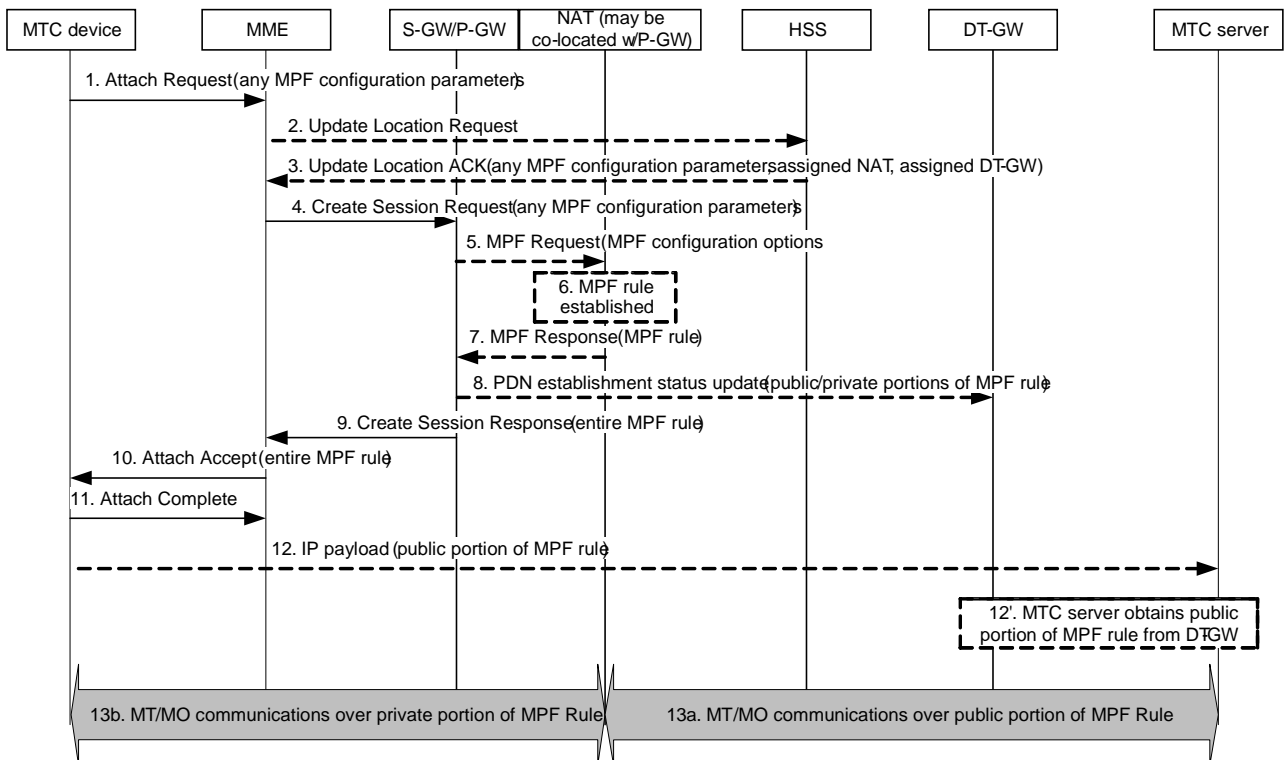 MTC device
MME
S-GW/P-GW
NAT (may be
co-located w/P-GW)
HSS
DT-GW
MTC server
1. Attach Request (any MPF configuration parameters)
2. Update Location Request
3. Update Location ACK (any MPF configuration parameters, assigned NAT, assigned DT-GW)
4. Create Session Request (any MPF configuration parameters)
5. MPF Request (MPF configuration options
6. MPF rule
established
7. MPF Response (MPF rule)
8. PDN establishment status update (public/private portions of MPF rule)
9. Create Session Response (entire MPF rule)
10. Attach Accept (entire MPF rule)
11. Attach Complete
12. IP payload (public portion of MPF rule)
12'. MTC server obtains public
portion of MPF rule from DT-GW
13b. MT/MO communications over private portion of MPF Rule
13a. MT/MO communications over public portion of MPF Rule